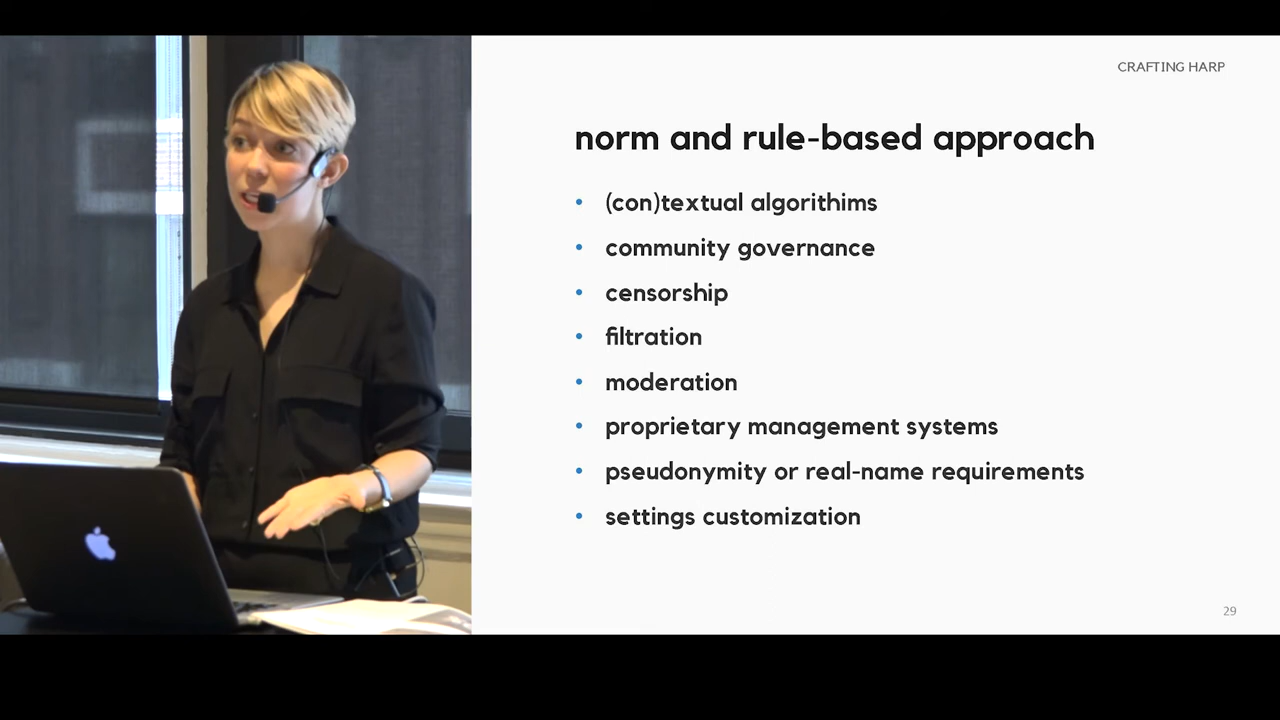 CRAFTING HARP
norm and rule-based approach
• (con)textual algorithims
• community governance
• censorship
• filtration
• moderation
• proprietary management systems
• pseudonymity or real-name requirements
• settings customization
29